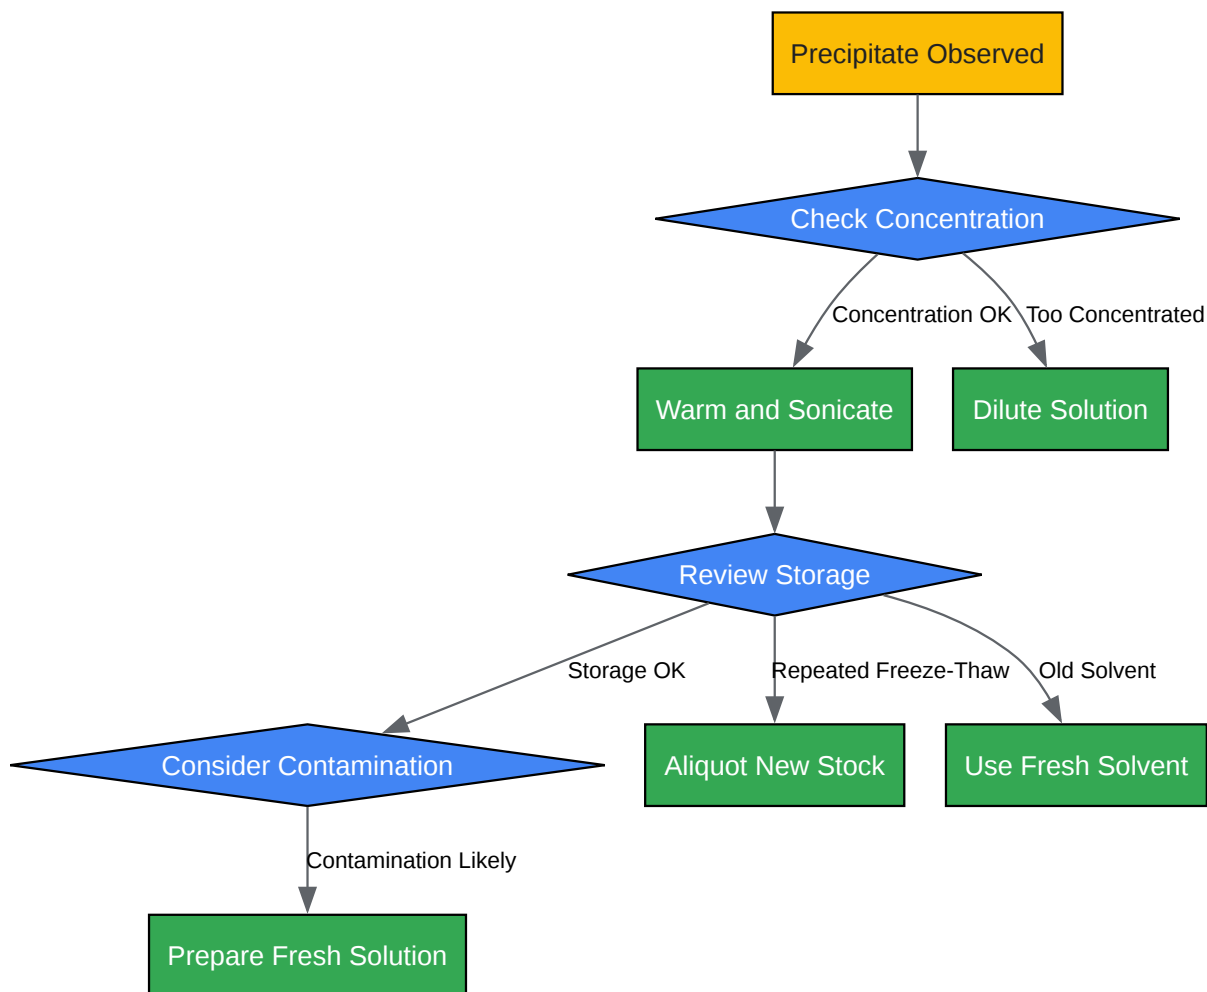 Precipitate Observed
Check Concentration
Concentration OK
Too Concentrated
Warm and Sonicate
Dilute Solution
Review Storage
Storage OK
Repeated Freeze-Thaw
Old Solvent
Consider Contamination
Aliquot New Stock
Use Fresh Solvent
Contamination Likely
Prepare Fresh Solution